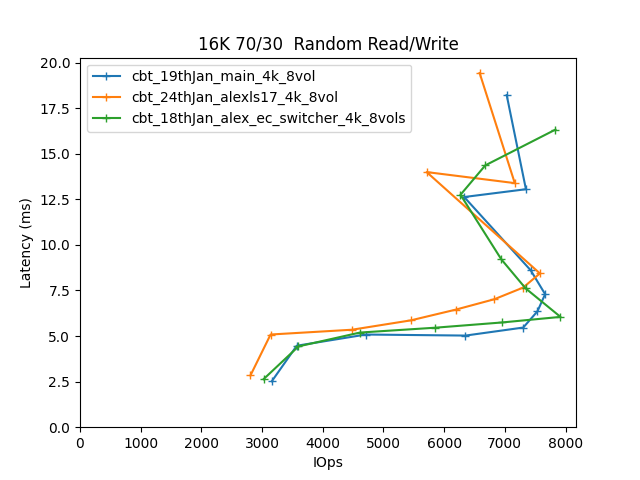 16K 70/30  Random Read/Write
cbt_19thJan_main_4k_8vol
cbt_24thJan_alexls17_4k_8vol
cbt_18thJan_alex_ec_switcher_4k_8vols
Latency (ms)
20.0
17.5
15.0
12.5
10.0
7.5
5.0
2.5
0.0
0 1000 2000 3000 4000 5000 6000 7000 8000
IOps